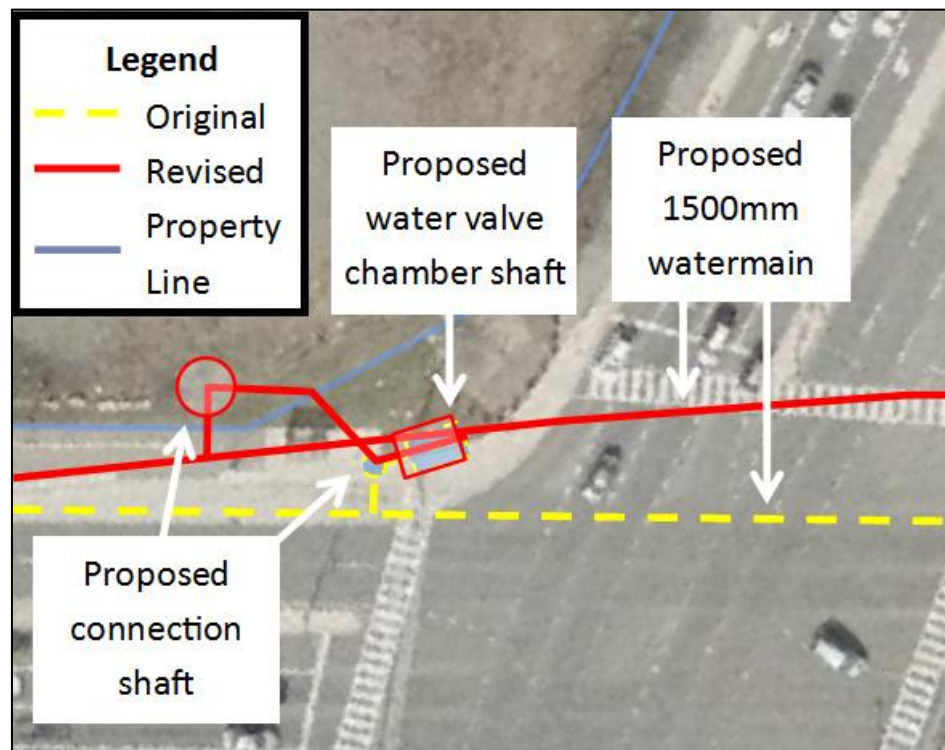 Legend
Original
Revised
Property
Line
Proposed
water valve
chamber shaft
Proposed
1500mm
watermain
Proposed
connection
shaft